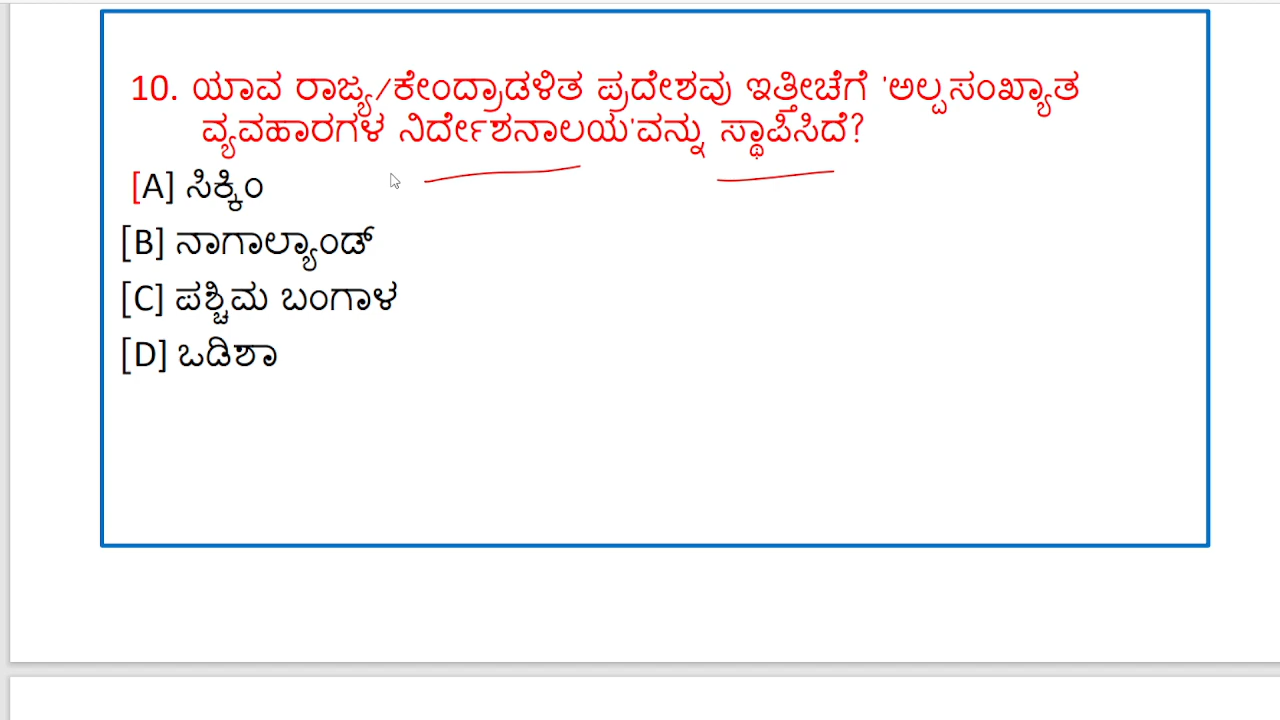 10. ಯಾವ ರಾಜ್ಯ/ಕೇಂದ್ರಾಡಳಿತ ಪ್ರದೇಶವು ಇತ್ತೀಚೆಗೆ 'ಅಲ್ಪಸಂಖ್ಯಾತ
ವ್ಯವಹಾರಗಳ ನಿರ್ದೇಶನಾಲಯ'ವನ್ನು ಸ್ಥಾಪಿಸಿದೆ?
[A] ಸಿಕ್ಕಿಂ
[B] ನಾಗಾಲ್ಯಾಂಡ್
[C] ಪಶ್ಚಿಮ ಬಂಗಾಳ
[D] ಒಡಿಶಾ